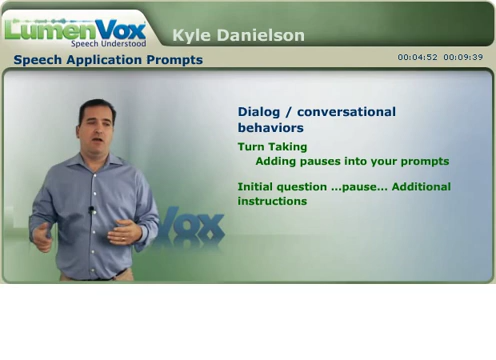 LumenVox
Speech Understood
Kyle Danielson
Speech Application Prompts
00:04:52 00:09:39
Dialog / conversational
behaviors
Turn Taking
Adding pauses into your prompts
Initial question ...pause... Additional
instructions
Vox